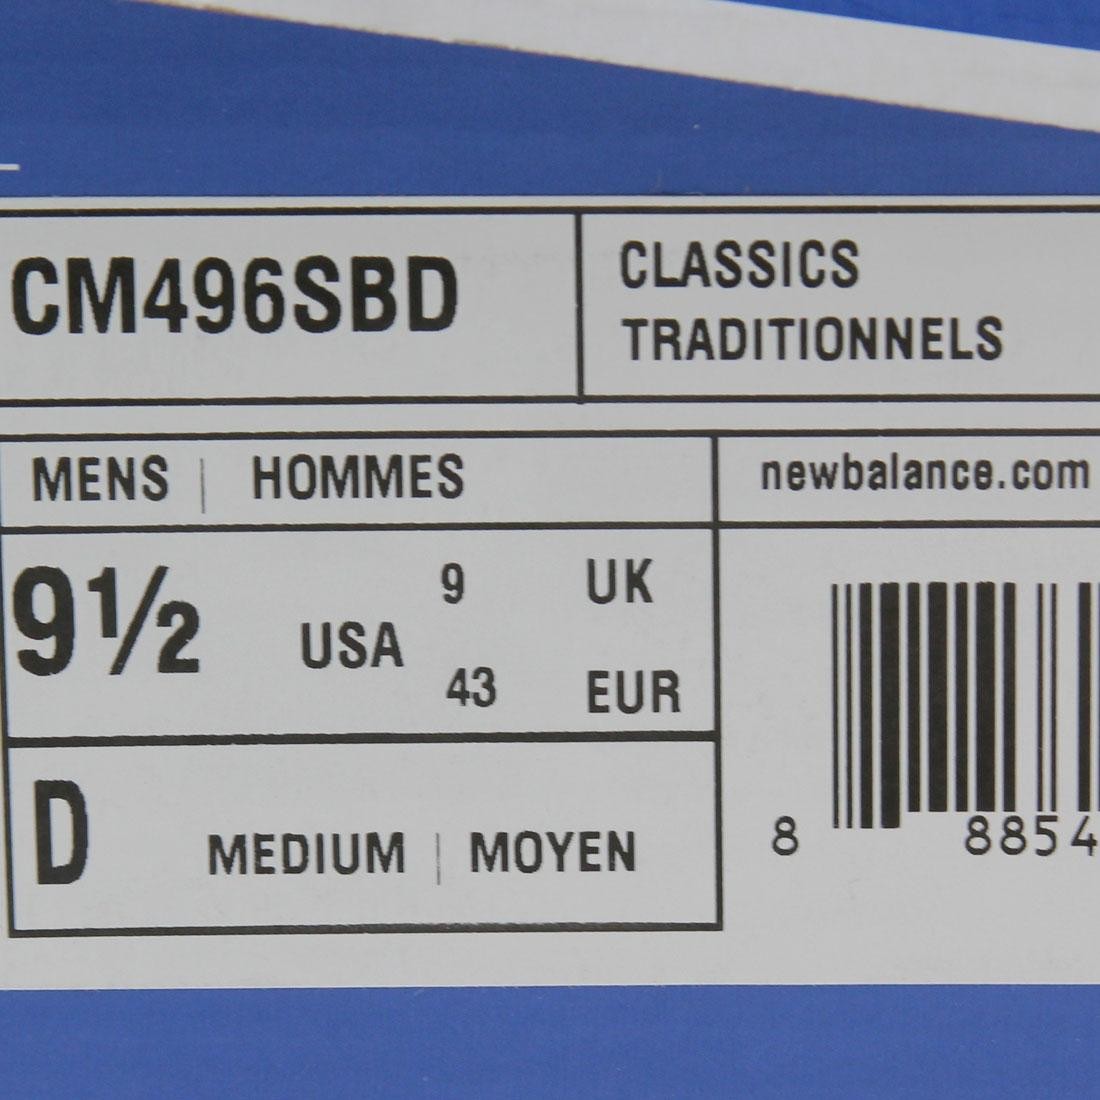 CM496SBD
CLASSICS
TRADITIONNELS
MENS | HOMMES
newbalance.com
9½ USA
9 UK
43 EUR
D MEDIUM | MOYEN
8 8854